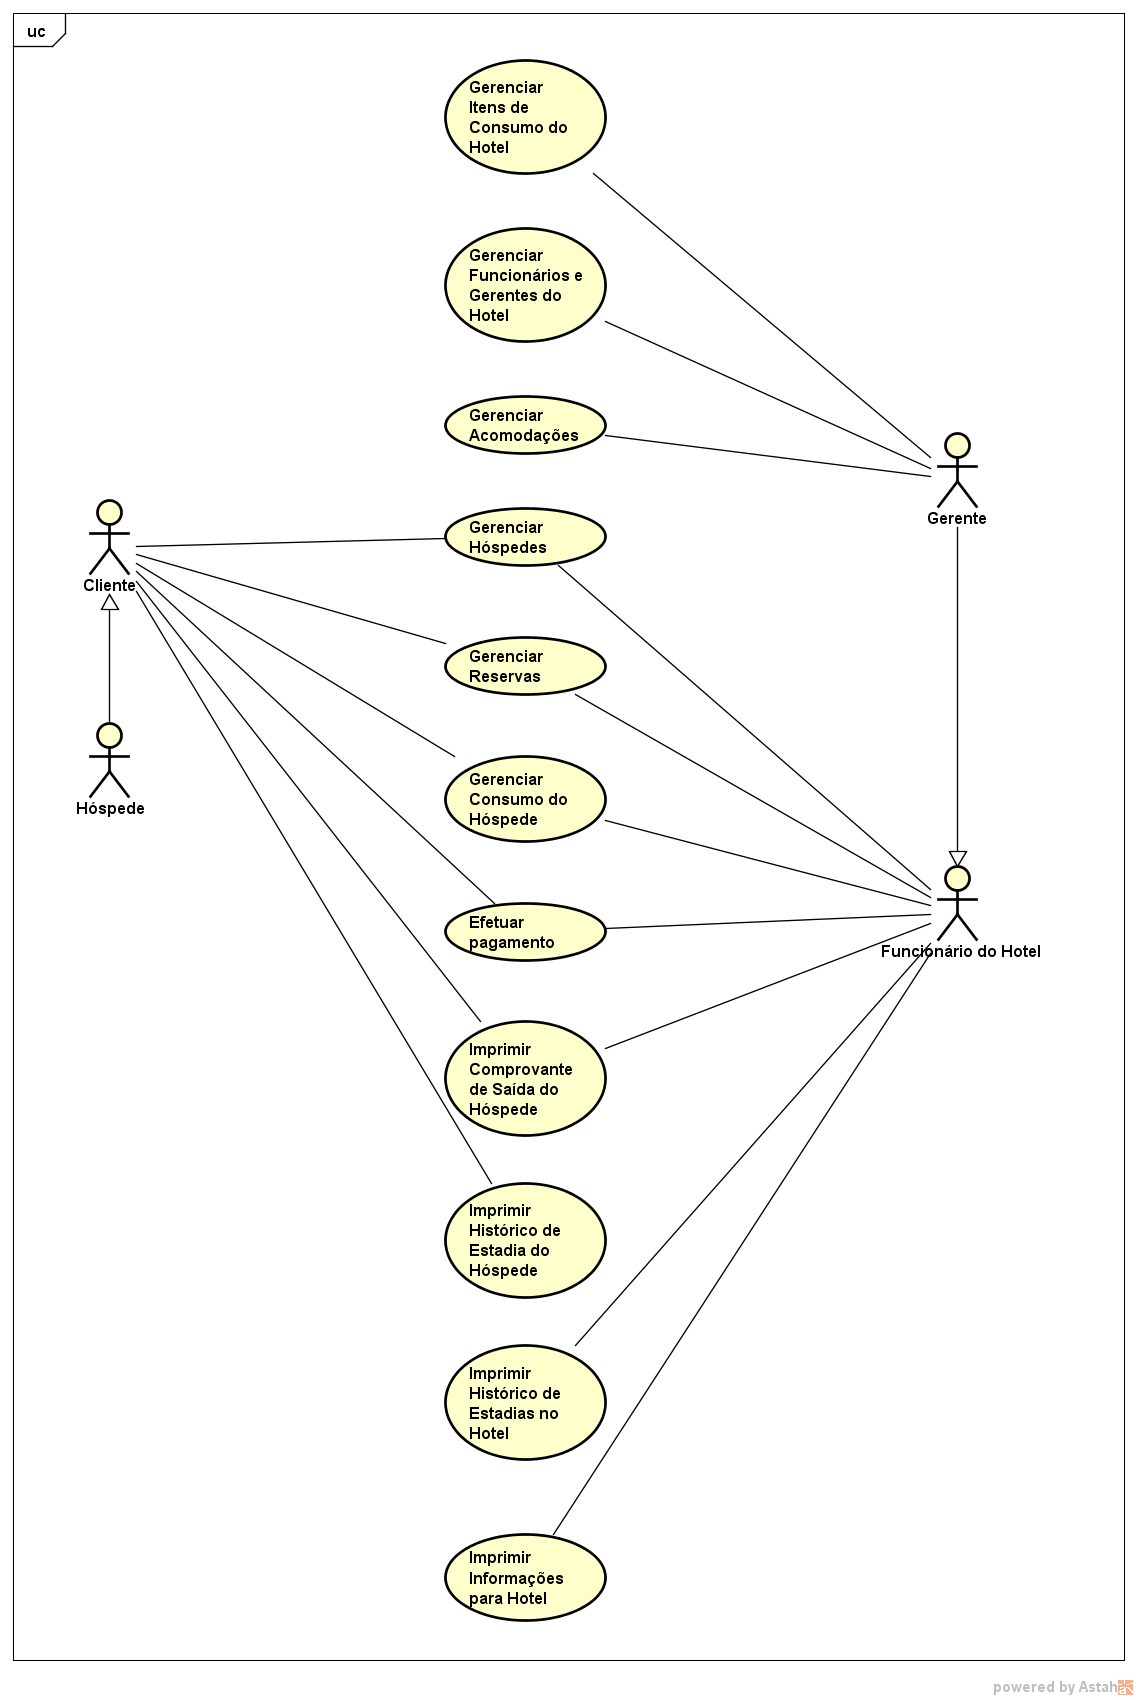 uc
Gerenciar
Itens de
Consumo do
Hotel
Gerenciar
Funcionários e
Gerentes do
Hotel
Gerenciar
Acomodações
Gerente
Gerenciar
Hóspedes
Cliente
Gerenciar
Reservas
Gerenciar
Consumo do
Hóspede
Hóspede
Efetuar
pagamento
Funcionário do Hotel
Imprimir
Comprovante
de Saída do
Hóspede
Imprimir
Histórico de
Estadia do
Hóspede
Imprimir
Histórico de
Estadias no
Hotel
Imprimir
Informações
para Hotel
powered by Astah